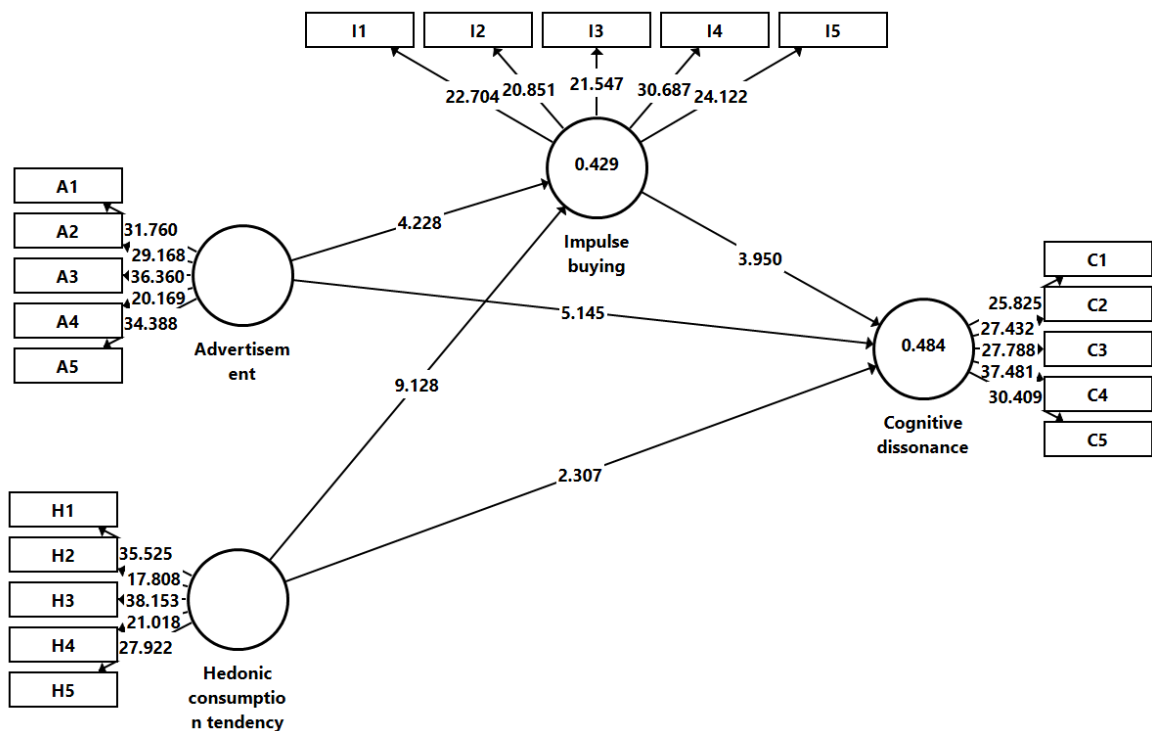 I1
I2
I3
I4
I5
22.704
20.851
21.547
30.687
24.122
0.429
Impulse
buying
A1
A2
A3
A4
A5
31.760
29.168
36.360
20.169
34.388
Advertisem
ent
4.228
5.145
3.950
9.128
2.307
0.484
Cognitive
dissonance
25.825
27.432
27.788
37.481
30.409
C1
C2
C3
C4
C5
H1
H2
H3
H4
H5
35.525
17.808
38.153
21.018
27.922
Hedonic
consumptio
n tendency